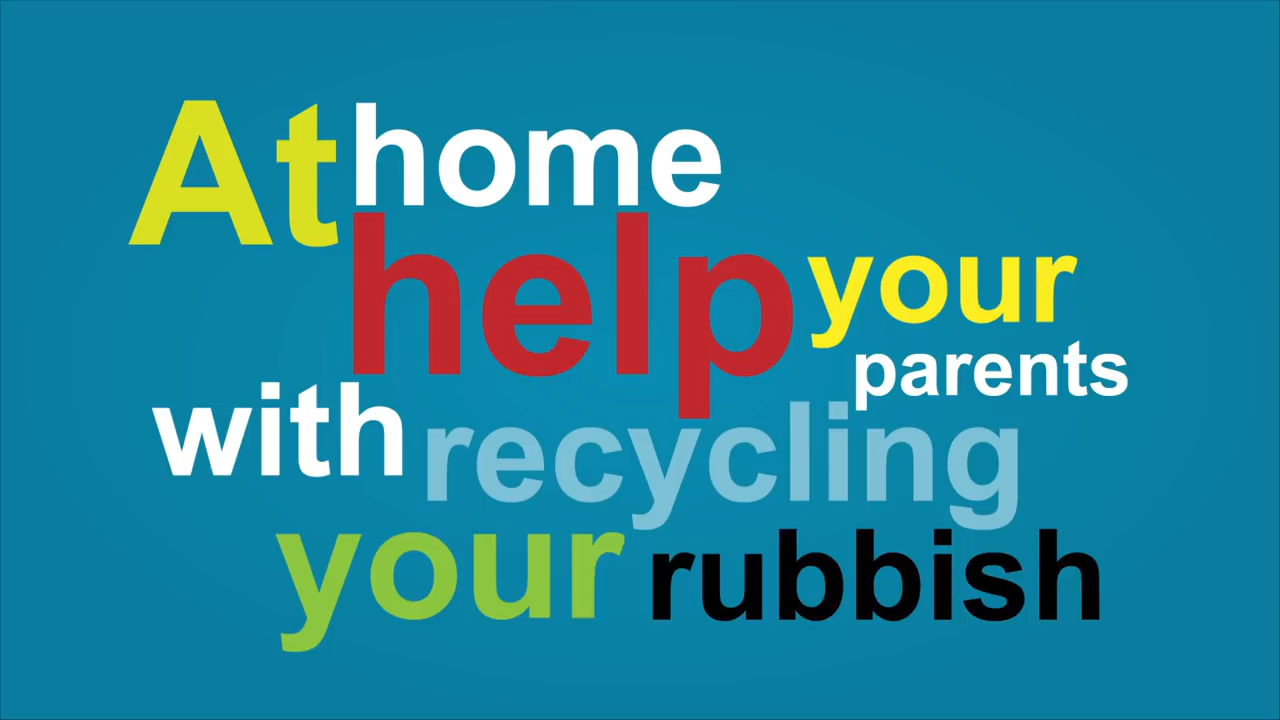 At home
help your
parents
with recycling
your rubbish